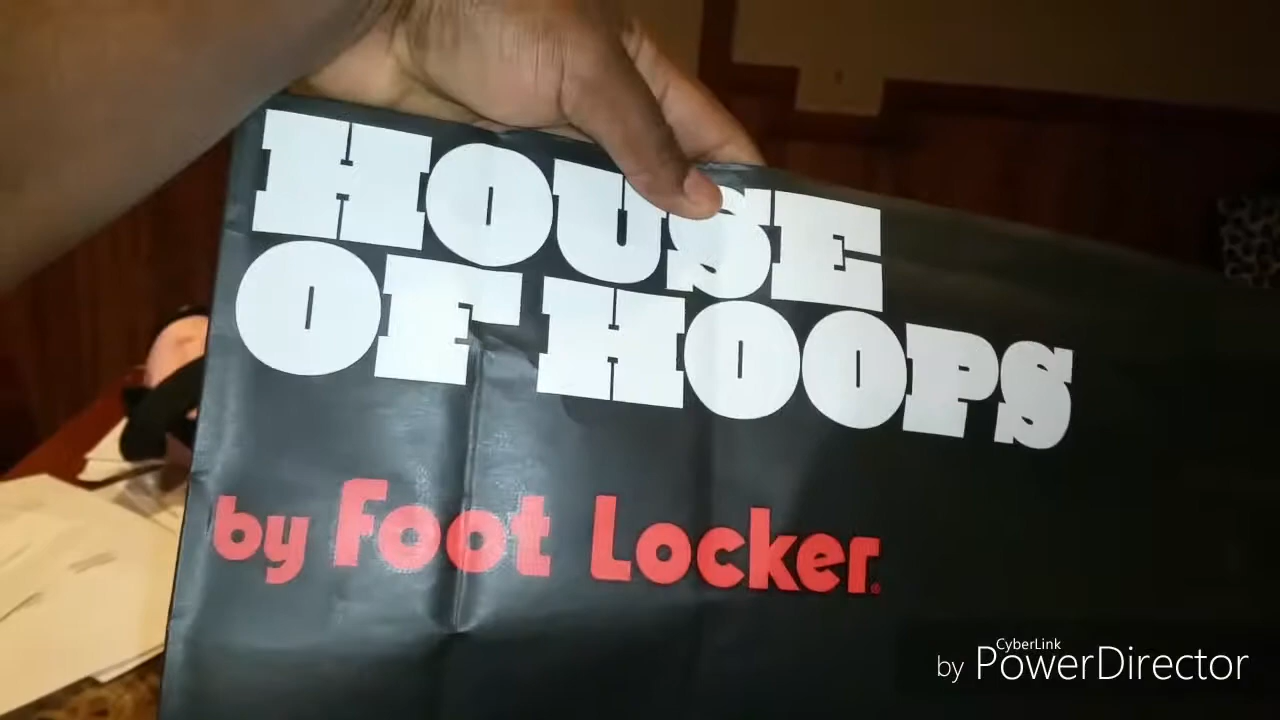 HOUSE
OF HOOPS
by Foot Locker®
CyberLink
by PowerDirector